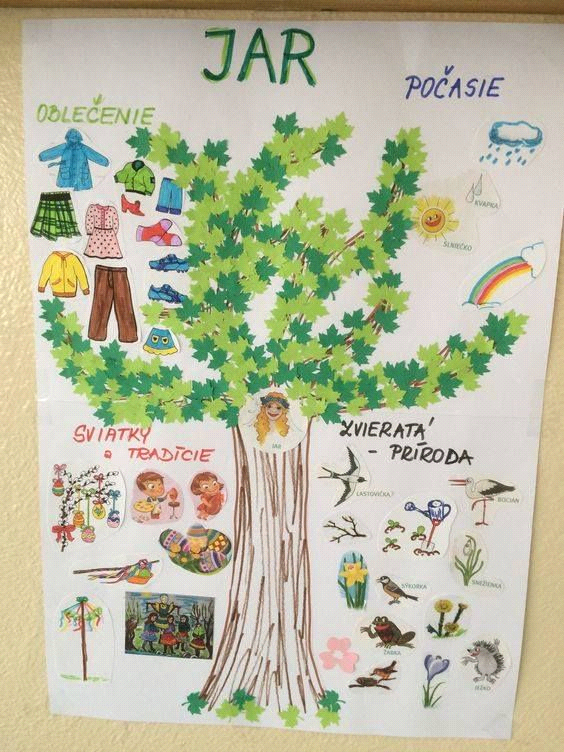 JAR
OBLEČENIE
POČASIE
KVAPKA
SLNIEČKO
SVIATKY
a TRADÍCIE
JAR
ZVIERATÁ
- PRÍRODA
LASTOVIČKA
BOCIAN
SNEŽIENKA
SÝKORKA
ŽABKA
JEŽKO